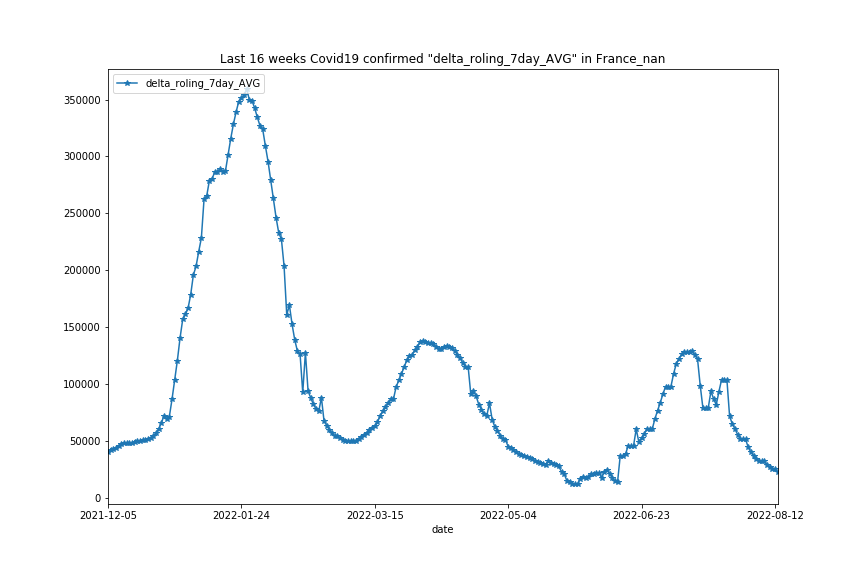 Last 16 weeks Covid19 confirmed "delta_roling_7day_AVG" in France_nan
delta_roling_7day_AVG
350000
300000
250000
200000
150000
100000
50000
0
2021-12-05 2022-01-24 2022-03-15 2022-05-04 2022-06-23 2022-08-12
date